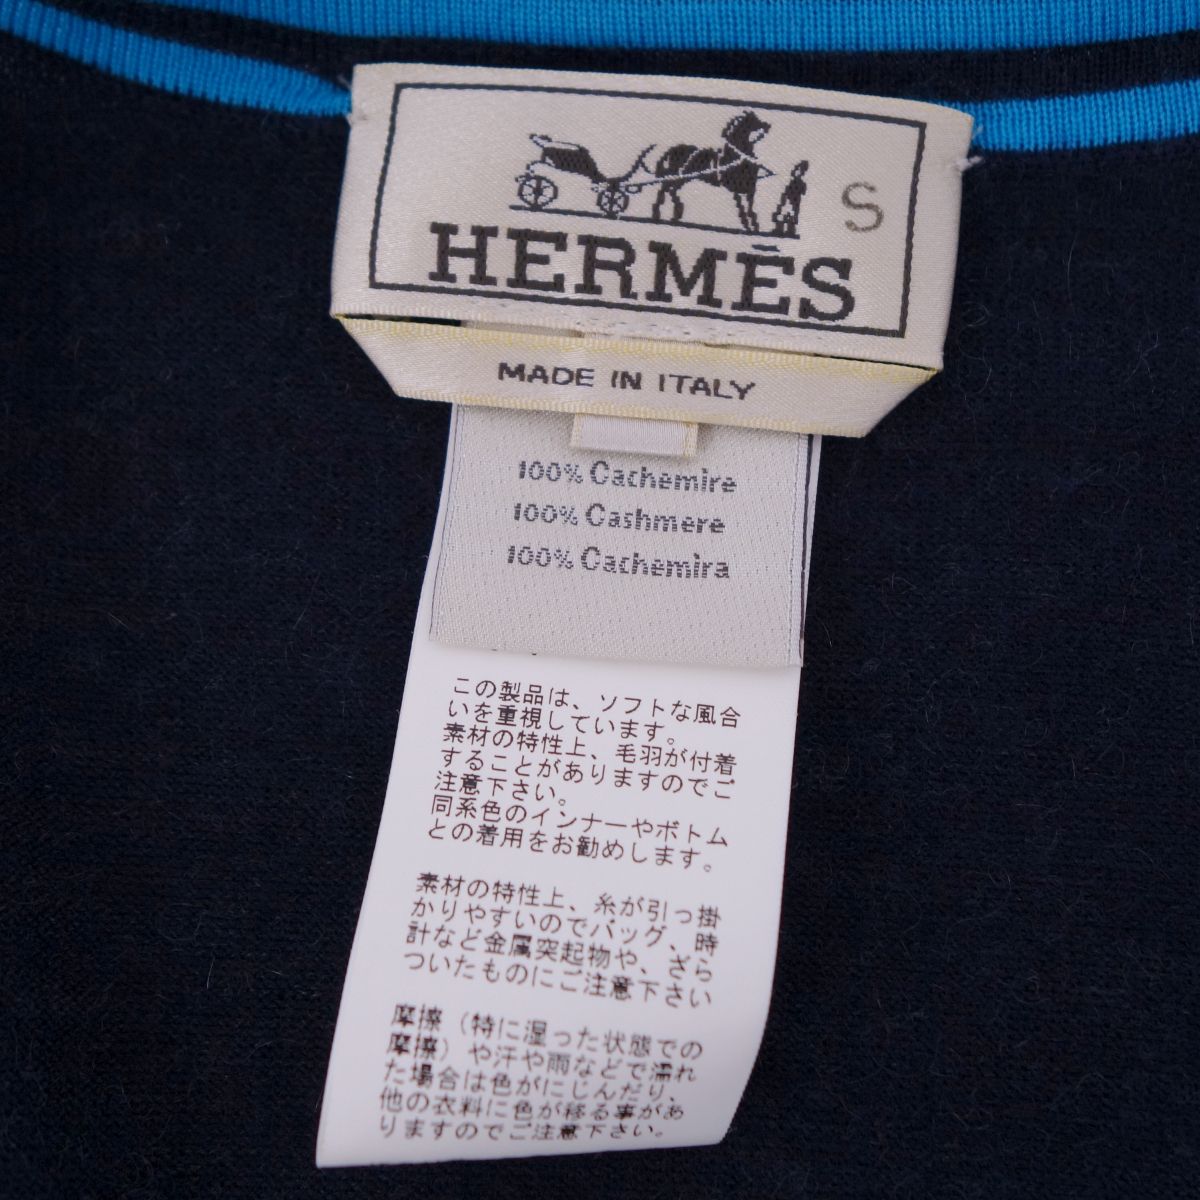 S
HERMÈS
MADE IN ITALY
100% Cachemire
100% Cashmere
100% Cachemira
この製品は、ソフトな風合
いを重視しています。
素材の特性上、毛羽が付着
することがありますのでご
注意下さい。
同系色のインナーやボトム
との着用をお勧めします。
素材の特性上、糸が引っ掛
かりやすいのでバッグ、時
計など金属突起物や、ざら
ついたものにご注意下さい
摩擦（特に湿った状態での
摩擦）や汗や雨などで濡れ
た場合は色がにじんだり、
他の衣料に色が移る事があ
りますのでご注意下さい。